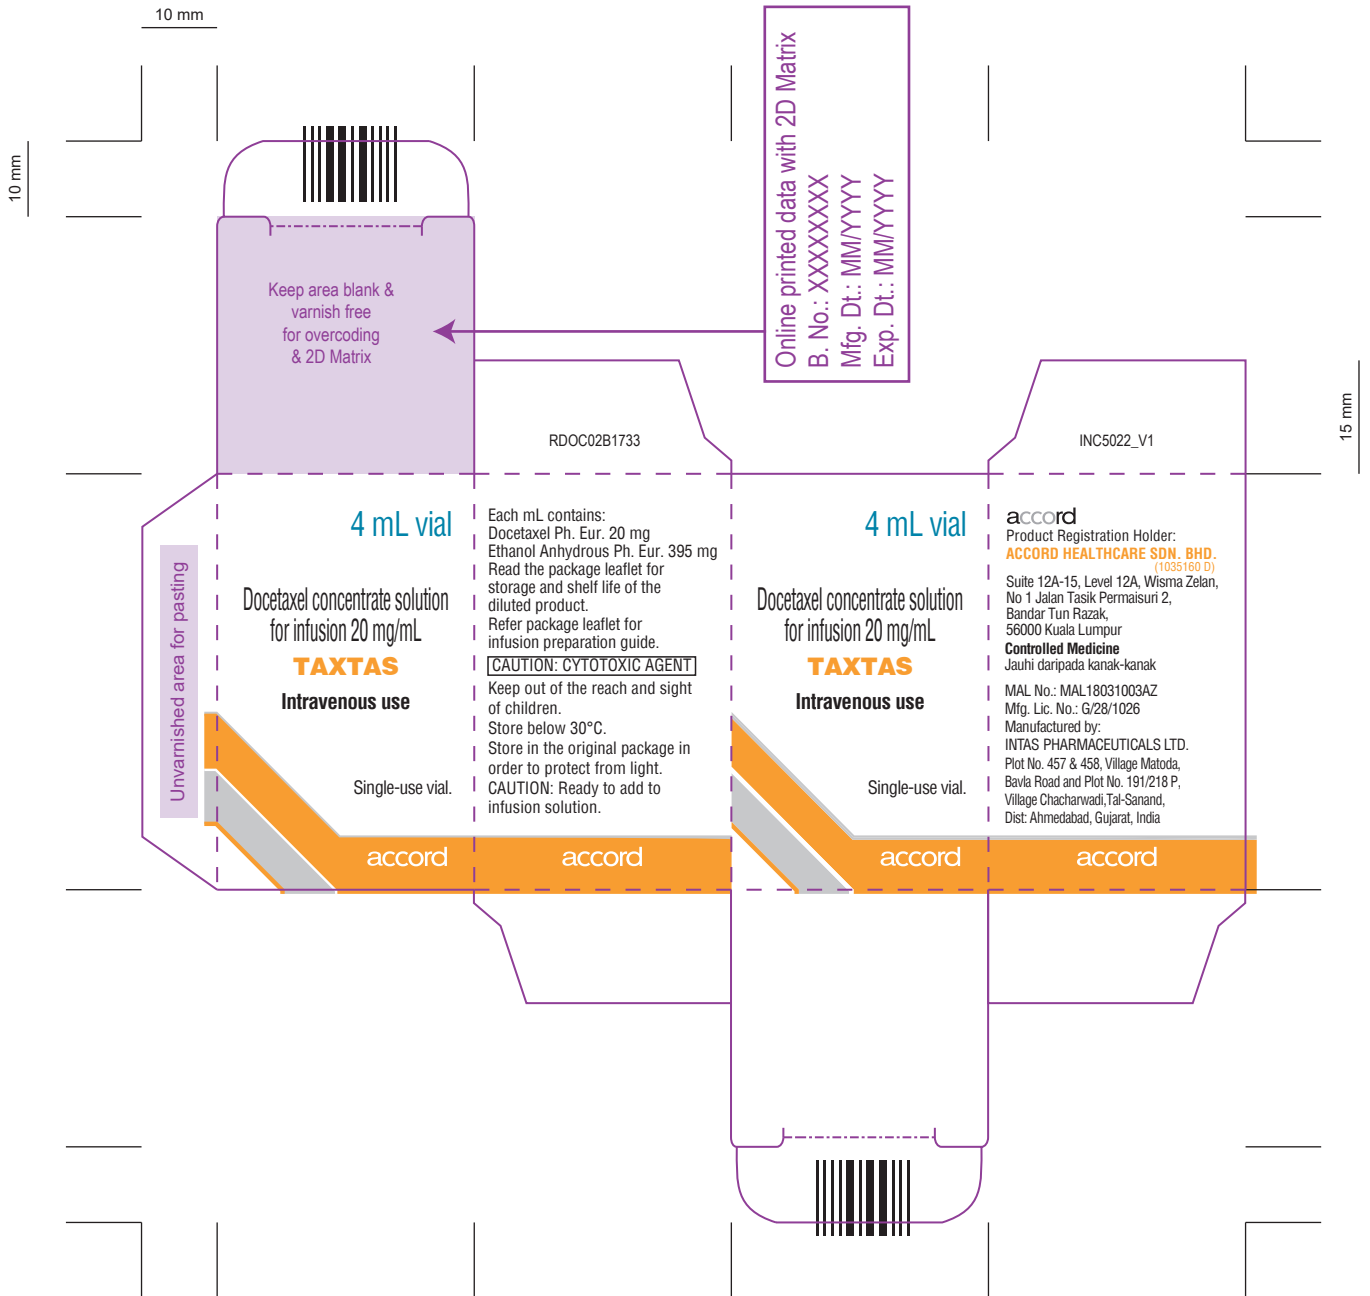 10 mm
10 mm
15 mm
Online printed data with 2D Matrix
B. No.: XXXXXXXX
Mfg. Dt.: MM/YYYY
Exp. Dt.: MM/YYYY
Keep area blank &
varnish free
for overcoding
& 2D Matrix
RDOC02B1733
INC5022_V1
Unvarnished area for pasting
4 mL vial
Docetaxel concentrate solution
for infusion 20 mg/mL
TAXTAS
Intravenous use
Single-use vial.
accord
Each mL contains:
Docetaxel Ph. Eur. 20 mg
Ethanol Anhydrous Ph. Eur. 395 mg
Read the package leaflet for
storage and shelf life of the
diluted product.
Refer package leaflet for
infusion preparation guide.
CAUTION: CYTOTOXIC AGENT
Keep out of the reach and sight
of children.
Store below 30°C.
Store in the original package in
order to protect from light.
CAUTION: Ready to add to
infusion solution.
accord
4 mL vial
Docetaxel concentrate solution
for infusion 20 mg/mL
TAXTAS
Intravenous use
Single-use vial.
accord
accord
Product Registration Holder:
ACCORD HEALTHCARE SDN. BHD.
(1035160 D)
Suite 12A-15, Level 12A, Wisma Zelan,
No 1 Jalan Tasik Permaisuri 2,
Bandar Tun Razak,
56000 Kuala Lumpur
Controlled Medicine
Jauhi daripada kanak-kanak
MAL No.: MAL18031003AZ
Mfg. Lic. No.: G/28/1026
Manufactured by:
INTAS PHARMACEUTICALS LTD.
Plot No. 457 & 458, Village Matoda,
Bavla Road and Plot No. 191/218 P,
Village Chacharwadi,Tal-Sanand,
Dist: Ahmedabad, Gujarat, India
accord